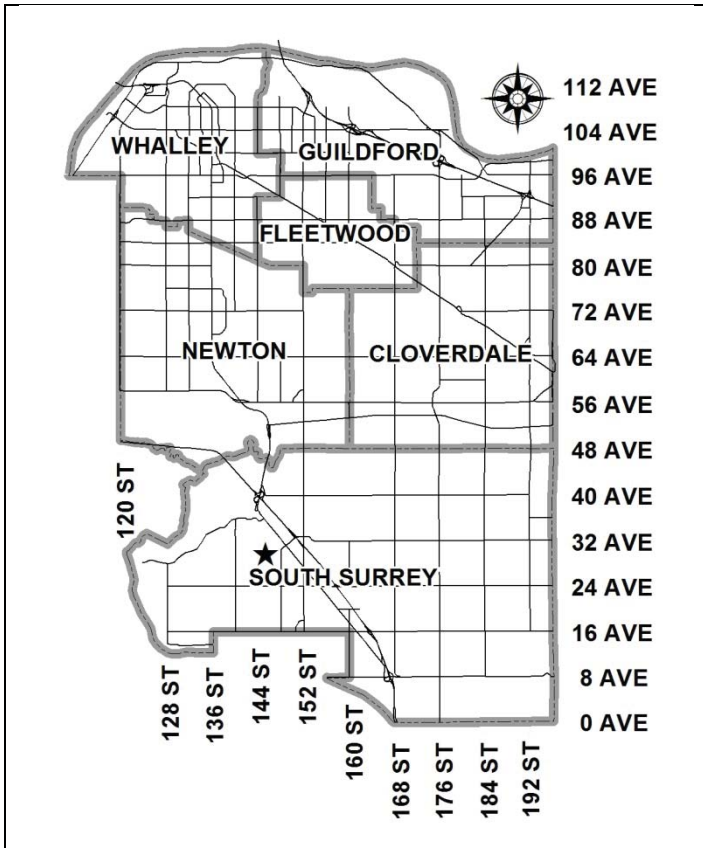 112 AVE
104 AVE
WHALLEY
GUILDFORD
96 AVE
88 AVE
FLEETWOOD
80 AVE
72 AVE
NEWTON
CLOVERDALE
64 AVE
56 AVE
48 AVE
120 ST
40 AVE
32 AVE
SOUTH SURREY
24 AVE
16 AVE
8 AVE
0 AVE
128 ST
136 ST
144 ST
152 ST
160 ST
168 ST
176 ST
184 ST
192 ST